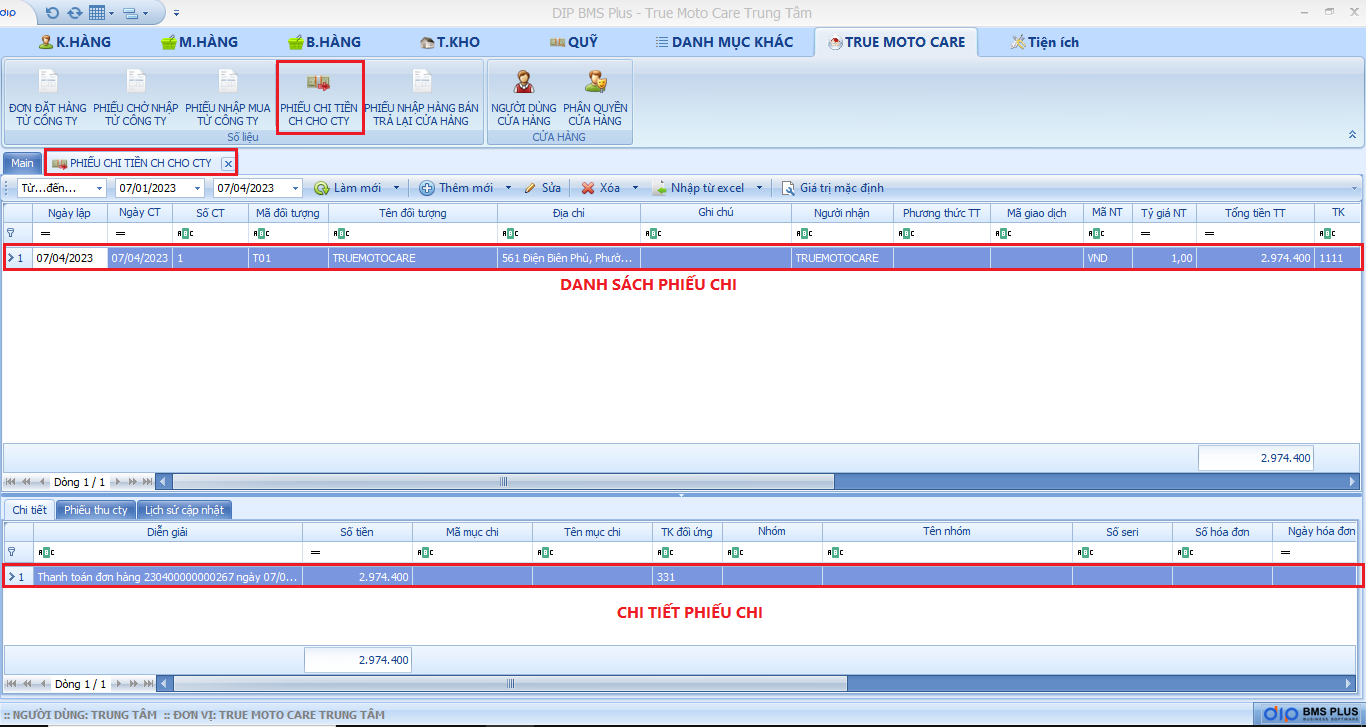 dip
DIP BMS Plus - True Moto Care Trung Tâm
K.HÀNG M.HÀNG B.HÀNG T.KHO QUỸ DANH MỤC KHÁC TRUE MOTO CARE Tiện ích
ĐƠN ĐẶT HÀNG TỪ CÔNG TY
PHIẾU CHỜ NHẬP TỪ CÔNG TY
PHIẾU NHẬP MUA TỪ CÔNG TY
PHIẾU CHI TIỀN CH CHO CTY
PHIẾU NHẬP HÀNG BÁN TRẢ LẠI CỬA HÀNG
NGƯỜI DÙNG CỬA HÀNG
PHÂN QUYỀN CỬA HÀNG
Số liệu CỬA HÀNG
Main PHIẾU CHI TIỀN CH CHO CTY
Từ...đến... 07/01/2023 07/04/2023 Làm mới Thêm mới Sửa Xóa Nhập từ excel Giá trị mặc định
Ngày lập Ngày CT Số CT Mã đối tượng Tên đối tượng Địa chỉ Ghi chú Người nhận Phương thức TT Mã giao dịch Mã NT Tỷ giá NT Tổng tiền TT TK
1 07/04/2023 07/04/2023 1 T01 TRUEMOTOCARE 561 Điện Biên Phủ, Phườ... TRUEMOTOCARE VND 1,00 2.974.400 1111
DANH SÁCH PHIẾU CHI
2.974.400
Dòng 1 / 1
Chi tiết Phiếu thu cty Lịch sử cập nhật
Diễn giải Số tiền Mã mục chi Tên mục chi TK đối ứng Nhóm Tên nhóm Số seri Số hóa đơn Ngày hóa đơn
1 Thanh toán đơn hàng 230400000000267 ngày 07/0... 2.974.400 331
CHI TIẾT PHIẾU CHI
2.974.400
Dòng 1 / 1
:: NGƯỜI DÙNG: TRUNG TÂM :: ĐƠN VỊ: TRUE MOTO CARE TRUNG TÂM
dip BMS PLUS
BUSINESS SOFTWARE